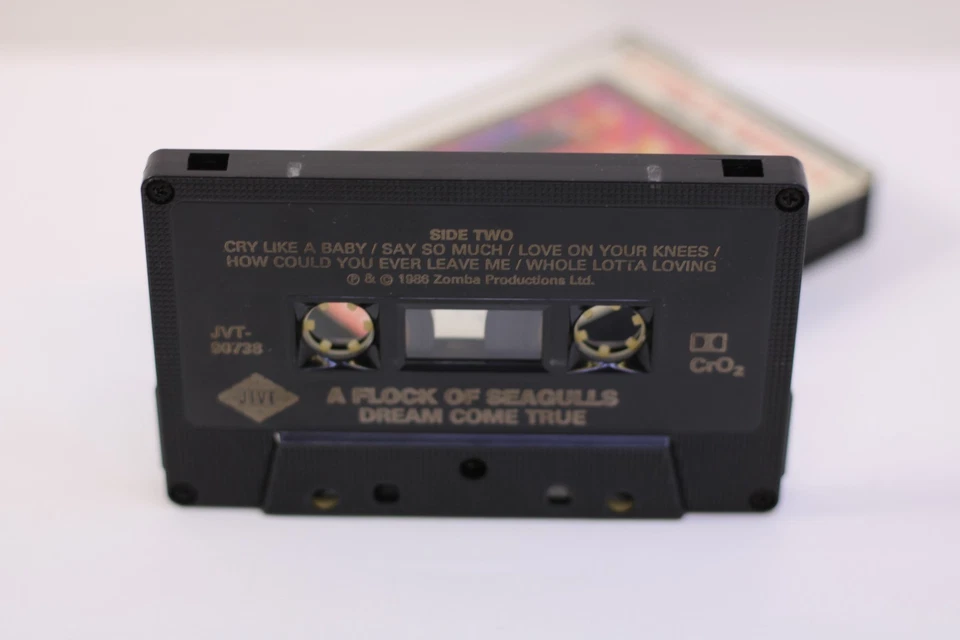 SIDE TWO
CRY LIKE A BABY / SAY SO MUCH / LOVE ON YOUR KNEES /
HOW COULD YOU EVER LEAVE ME / WHOLE LOTTA LOVING
℗ & © 1986 Zomba Productions Ltd.
JVT-
90738
CrO₂
JIVE
A FLOCK OF SEAGULLS
DREAM COME TRUE